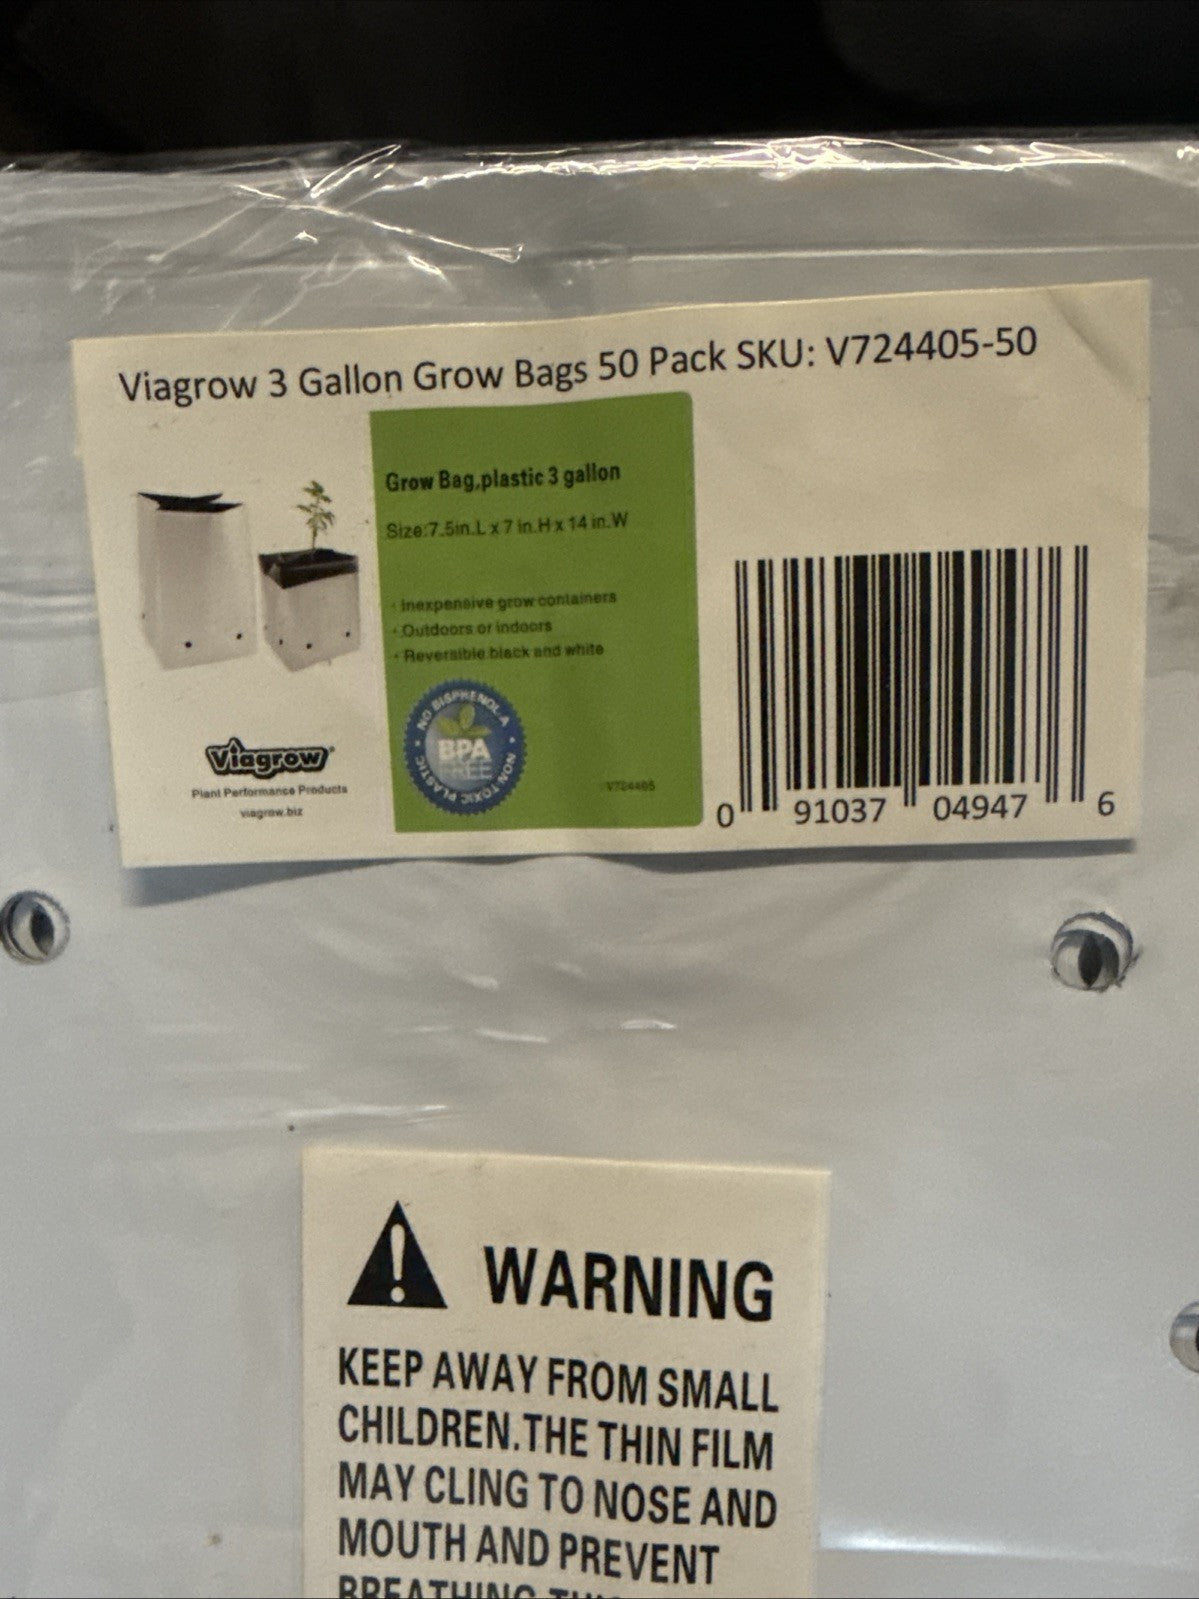 Viagrow 3 Gallon Grow Bags 50 Pack SKU: V724405-50
Grow Bag,plastic 3 gallon
Size:7.5in.L x 7 in.H x 14 in.W
· Inexpensive grow containers
· Outdoors or indoors
· Reversible black and white
NO BISPHENOL-A
BPA
FREE
NON-TOXIC PLASTIC
V724405
Viagrow®
Plant Performance Products
viagrow.biz
0 91037 04947 6
WARNING
KEEP AWAY FROM SMALL
CHILDREN.THE THIN FILM
MAY CLING TO NOSE AND
MOUTH AND PREVENT
BREATHING